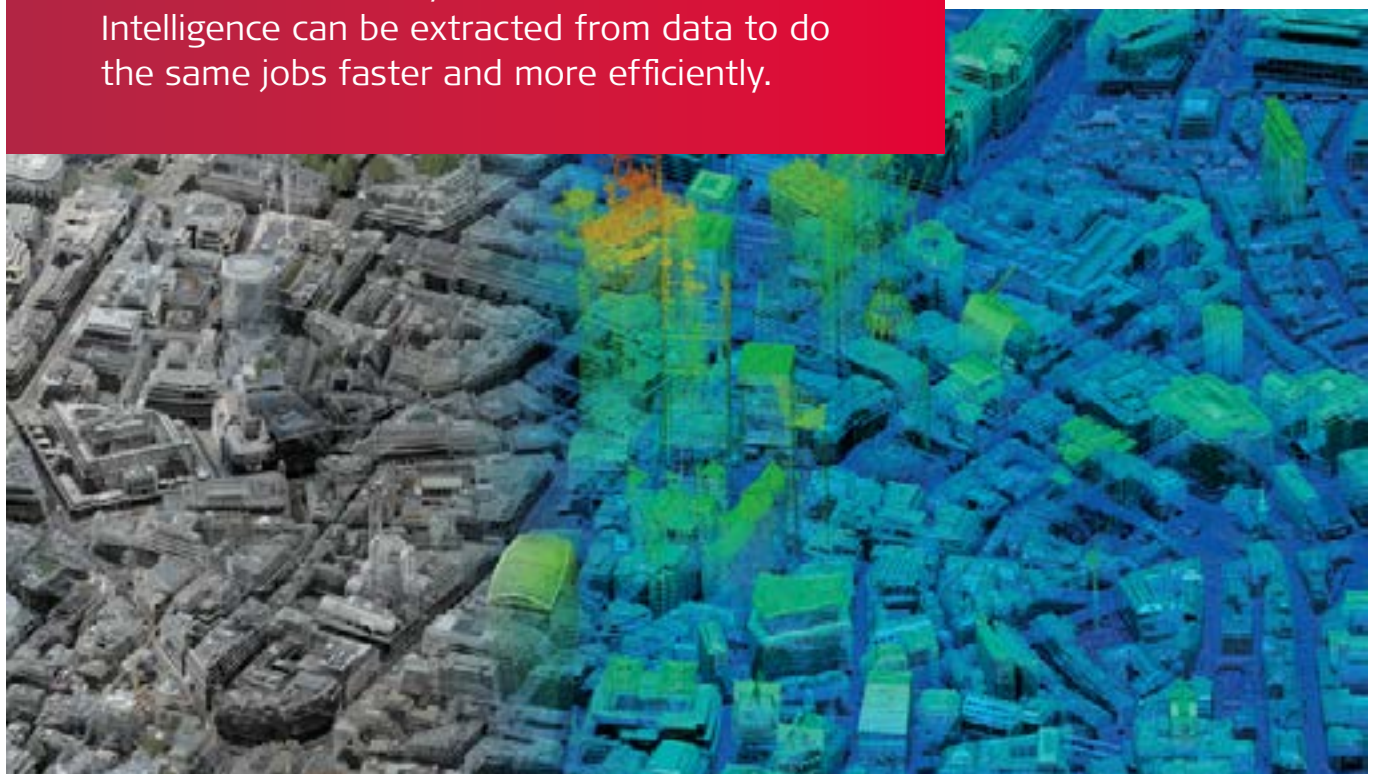 Intelligence can be extracted from data to do
the same jobs faster and more efficiently.